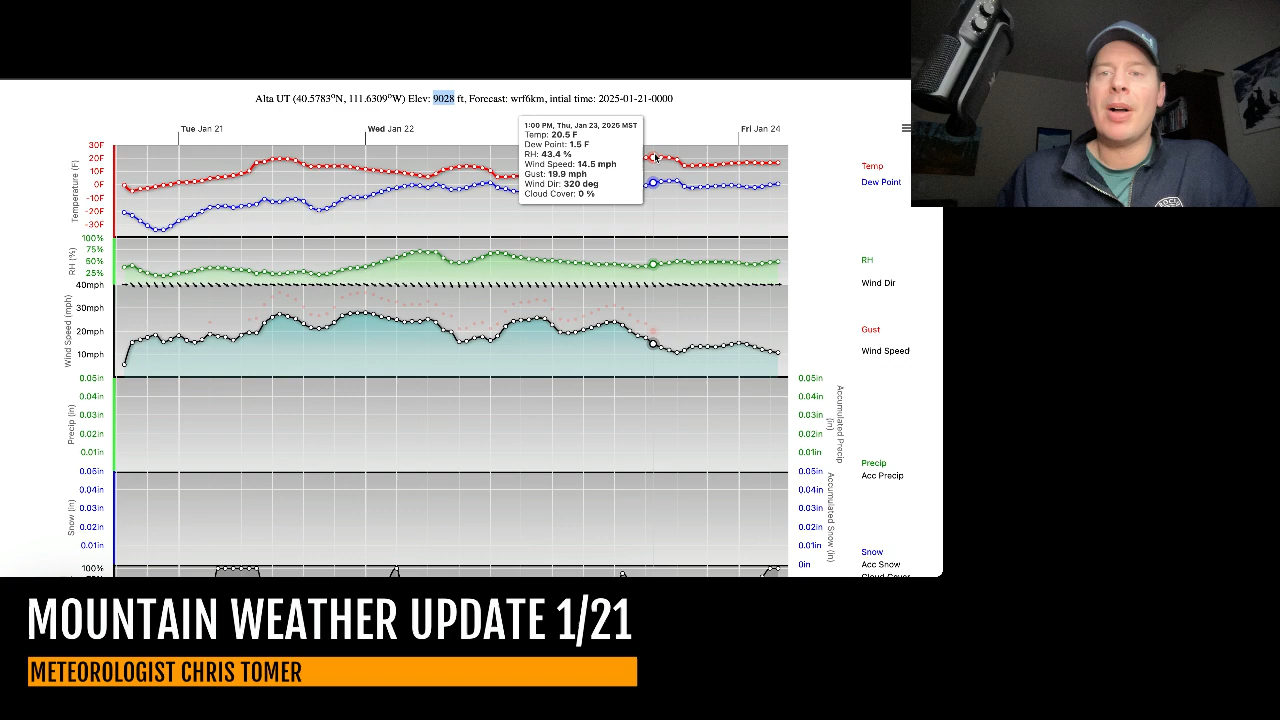 Alta UT (40.5783°N, 111.6309°W) Elev: 9028 ft, Forecast: wrf6km, intial time: 2025-01-21-0000
Tue Jan 21
Wed Jan 22
Fri Jan 24
1:00 PM, Thu, Jan 23, 2025 MST
Temp: 20.5 F
Dew Point: 1.5 F
RH: 43.4 %
Wind Speed: 14.5 mph
Gust: 19.9 mph
Wind Dir: 320 deg
Cloud Cover: 0 %
Temperature (F)
30F
20F
10F
0F
-10F
-20F
-30F
Temp
Dew Point
RH (%)
100%
75%
50%
25%
RH
Wind Dir
Wind Speed (mph)
40mph
30mph
20mph
10mph
Gust
Wind Speed
Precip (in)
0.05in
0.04in
0.03in
0.02in
0.01in
0.05in
0.04in
0.03in
0.02in
0.01in
Accumulated Precip (in)
Precip
Acc Precip
Snow (in)
0.05in
0.04in
0.03in
0.02in
0.01in
0.05in
0.04in
0.03in
0.02in
0.01in
0in
Accumulated Snow (in)
Snow
Acc Snow
Cloud Cover
100%
MOUNTAIN WEATHER UPDATE 1/21
METEOROLOGIST CHRIS TOMER